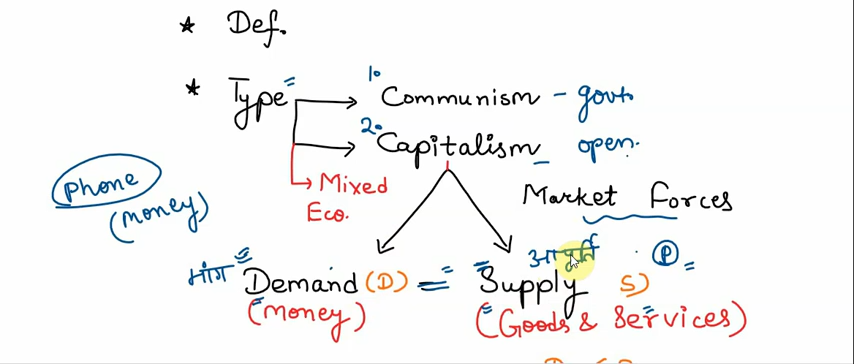 * Def.
* Type
1. Communism - govt.
2. Capitalism - open.
→ Mixed Eco.
phone
(money)
Market Forces
मांग Demand (D) = Supply आपूर्ति S) P =
(money) (Goods & Services)